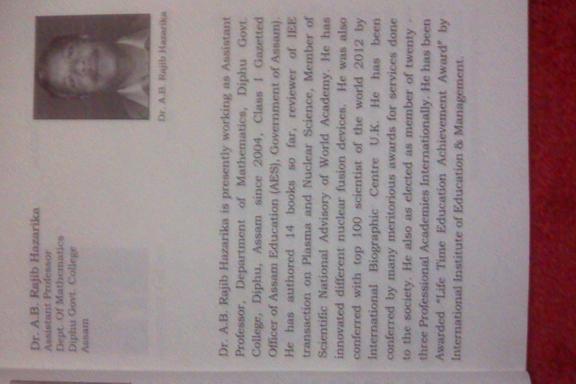 Dr. A.B. Rajib Hazarika
Assistant Professor
Dept. Of Mathematics
Diphu Govt. College
Assam
Dr. A.B. Rajib Hazarika
Dr. A.B. Rajib Hazarika is presently working as Assistant
Professor, Department of Mathematics, Diphu Govt.
College, Diphu, Assam since 2004, Class I Gazetted
Officer of Assam Education (AES), Government of Assam).
He has authored 14 books so far, reviewer of IEE
transaction on Plasma and Nuclear Science, Member of
Scientific National Advisory of World Academy. He has
innovated different nuclear fusion devices. He was also
conferred with top 100 scientist of the world 2012 by
International Biographic Centre U.K. He has been
conferred by many meritorious awards for services done
to the society. He also as elected as member of twenty
three Professional Academies Internationally. He has been
Awarded "Life Time Education Achievement Award" by
International Institute of Education & Management.